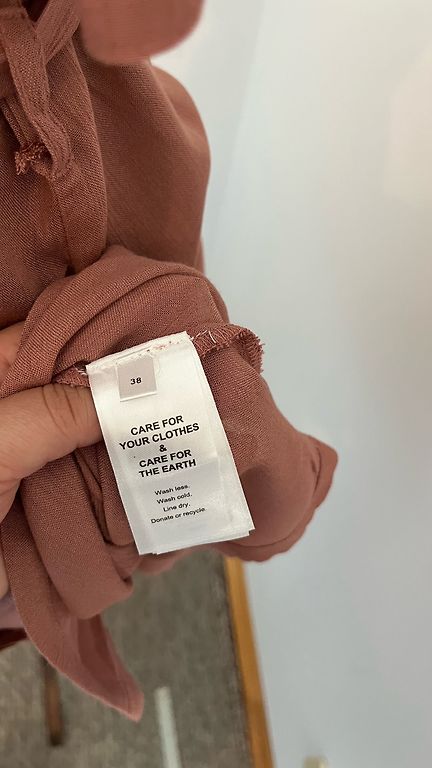 38
CARE FOR
YOUR CLOTHES
&
CARE FOR
THE EARTH
Wash less.
Wash cold.
Line dry.
Donate or recycle.